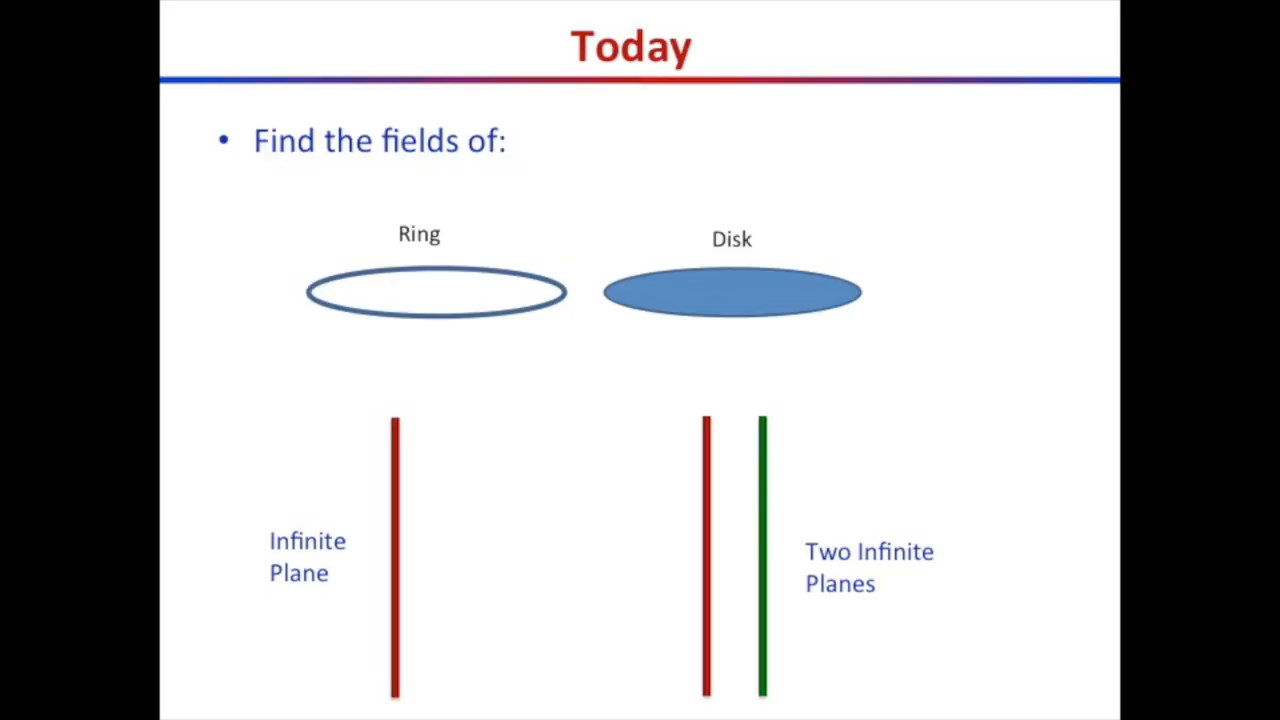 Today
• Find the fields of:
Ring
Disk
Infinite
Plane
Two Infinite
Planes